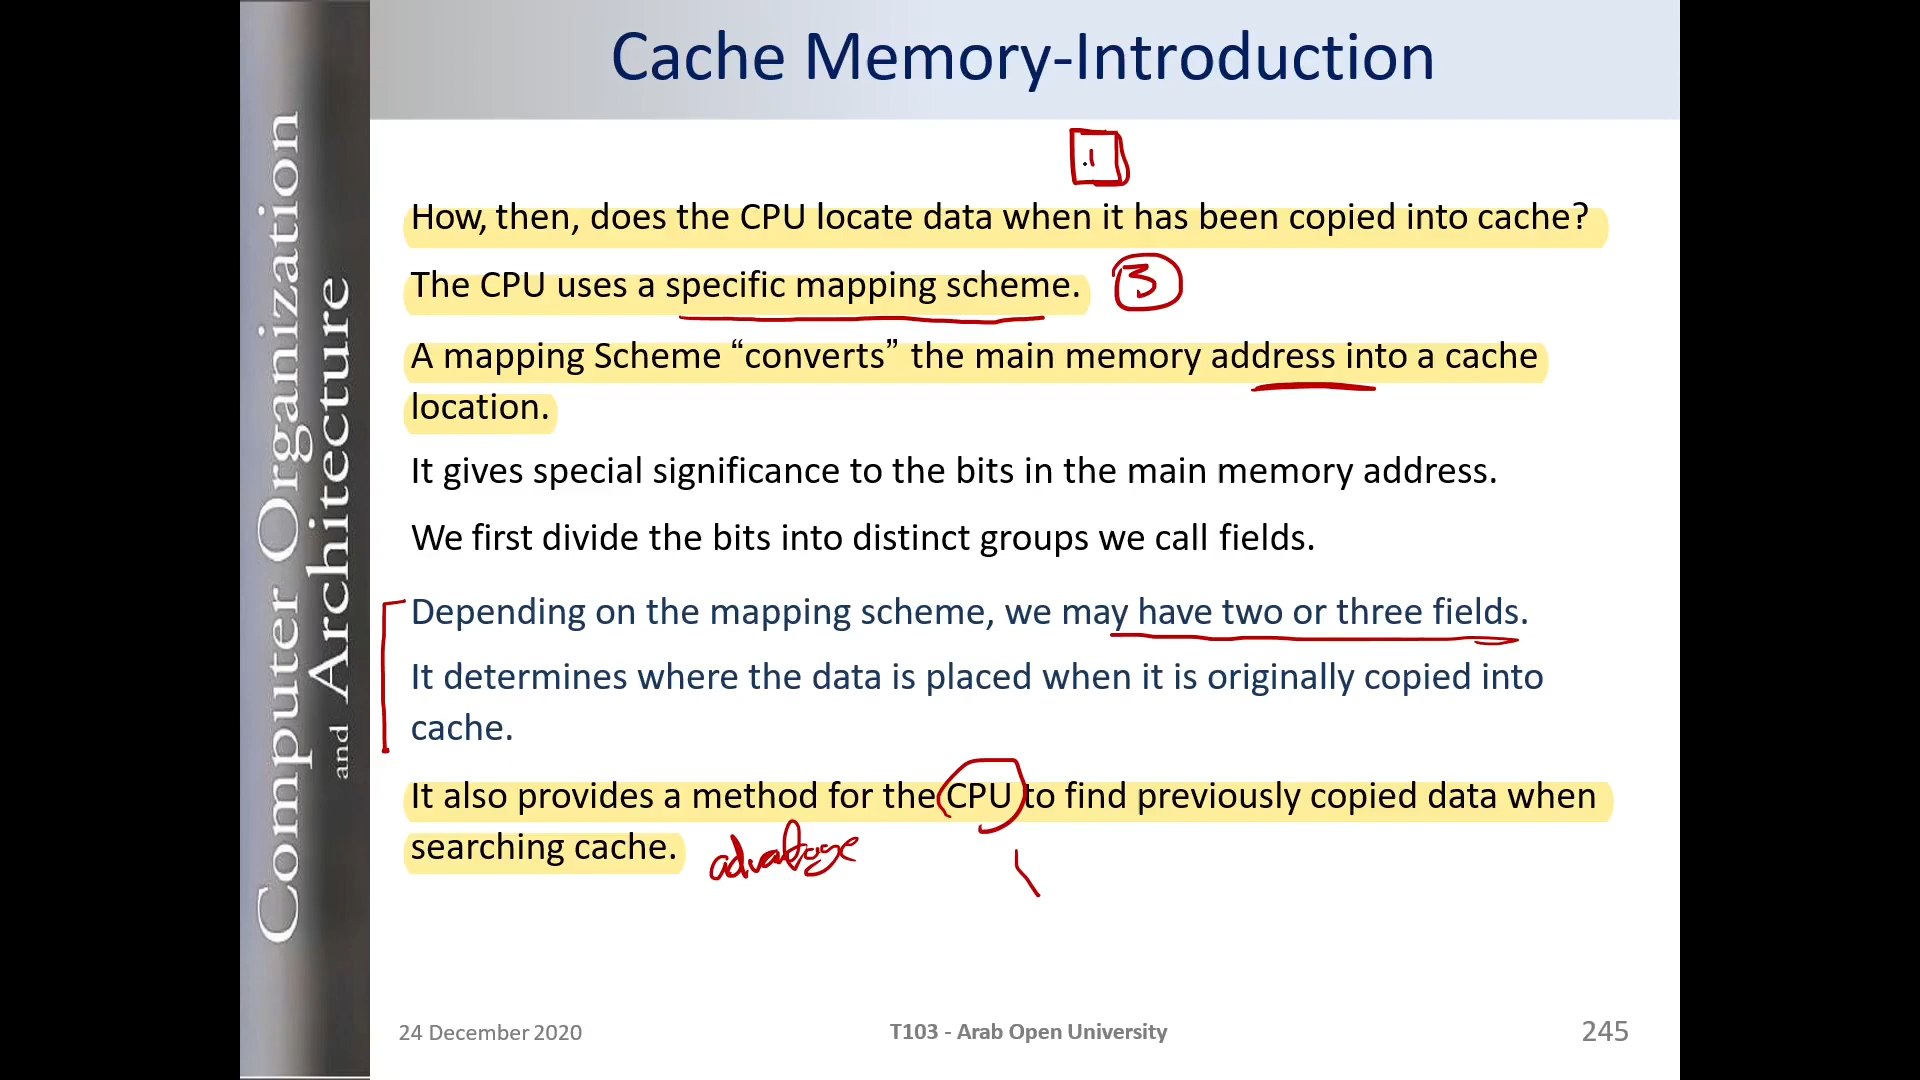 Computer Organization
and Architecture
Cache Memory-Introduction
1
How, then, does the CPU locate data when it has been copied into cache?
The CPU uses a specific mapping scheme. 3
A mapping Scheme “converts” the main memory address into a cache
location.
It gives special significance to the bits in the main memory address.
We first divide the bits into distinct groups we call fields.
Depending on the mapping scheme, we may have two or three fields.
It determines where the data is placed when it is originally copied into
cache.
It also provides a method for the CPU to find previously copied data when
searching cache. advatage
24 December 2020 T103 - Arab Open University 245